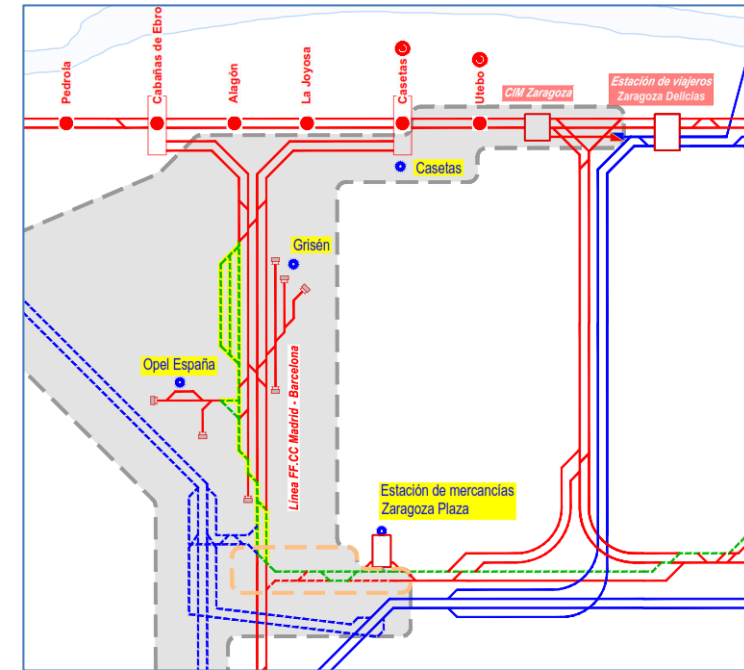 Pedrola
Cabañas de Ebro
Alagón
La Joyosa
Casetas
Utebo
CIM Zaragoza
Estación de viajeros
Zaragoza Delicias
Casetas
Grisén
Opel España
Línea FF.CC Madrid - Barcelona
Estación de mercancías
Zaragoza Plaza